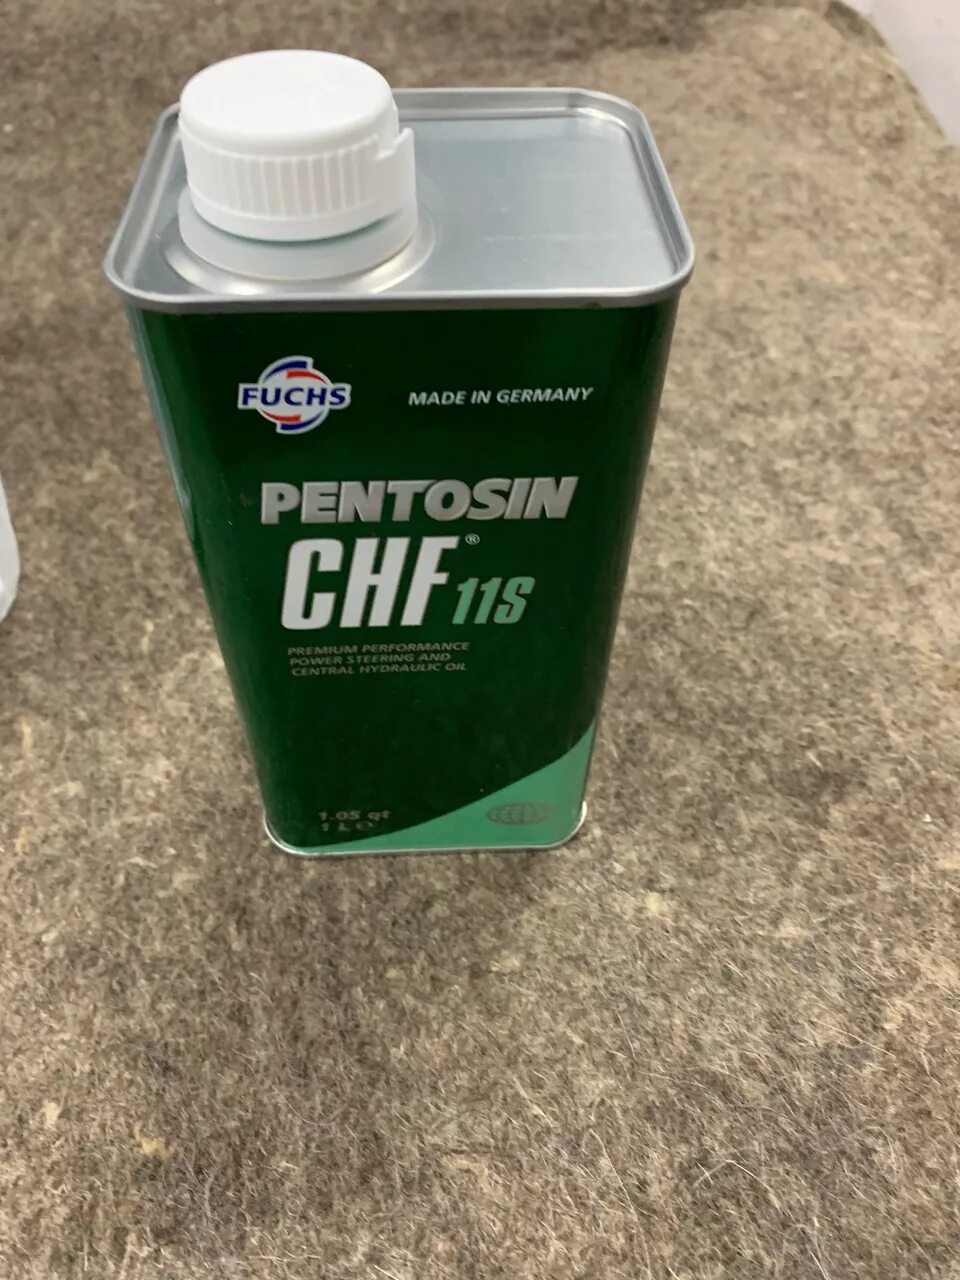 FUCHS
MADE IN GERMANY
PENTOSIN
CHF® 11S
PREMIUM PERFORMANCE
POWER STEERING AND
CENTRAL HYDRAULIC OIL
1.05 qt
1 L e